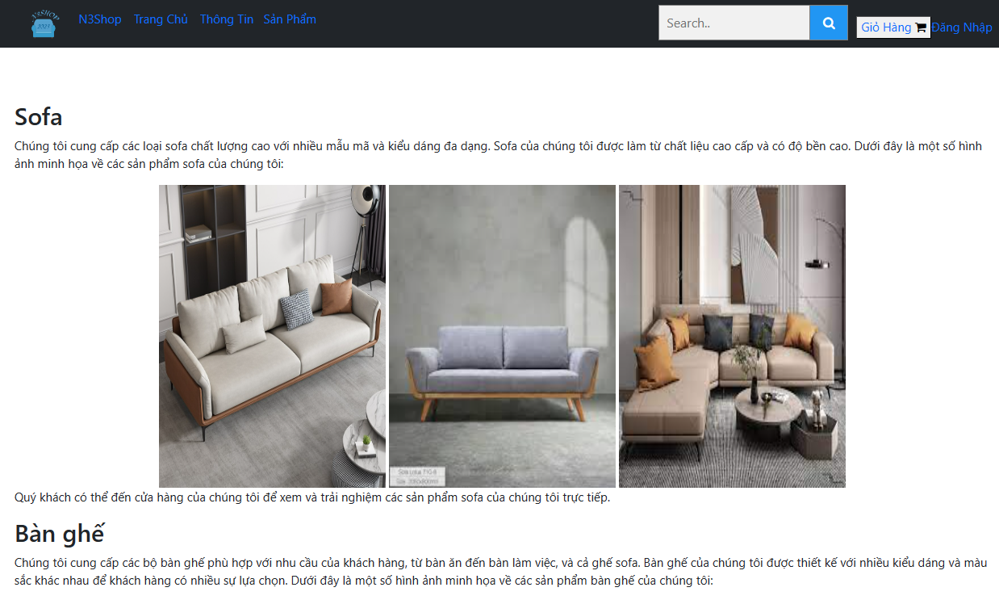 N3SHOP
2023
N3Shop Trang Chủ Thông Tin Sản Phẩm
Search..
Giỏ Hàng Đăng Nhập
Sofa
Chúng tôi cung cấp các loại sofa chất lượng cao với nhiều mẫu mã và kiểu dáng đa dạng. Sofa của chúng tôi được làm từ chất liệu cao cấp và có độ bền cao. Dưới đây là một số hình
ảnh minh họa về các sản phẩm sofa của chúng tôi:
Quý khách có thể đến cửa hàng của chúng tôi để xem và trải nghiệm các sản phẩm sofa của chúng tôi trực tiếp.
Bàn ghế
Chúng tôi cung cấp các bộ bàn ghế phù hợp với nhu cầu của khách hàng, từ bàn ăn đến bàn làm việc, và cả ghế sofa. Bàn ghế của chúng tôi được thiết kế với nhiều kiểu dáng và màu
sắc khác nhau để khách hàng có nhiều sự lựa chọn. Dưới đây là một số hình ảnh minh họa về các sản phẩm bàn ghế của chúng tôi: